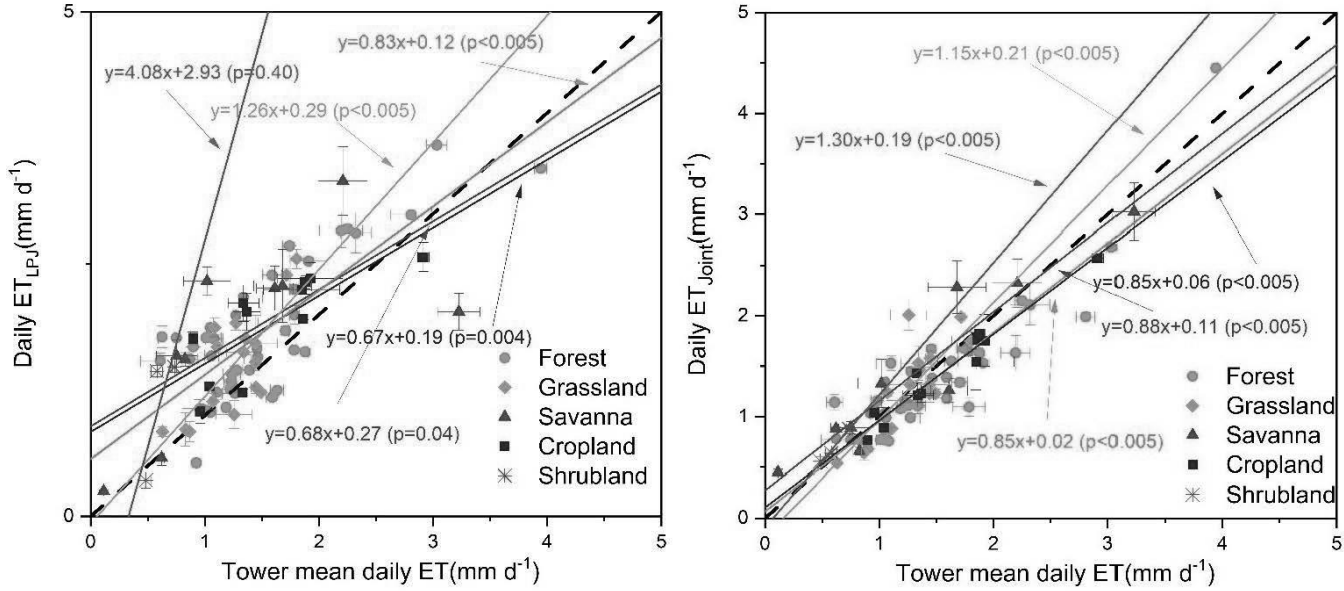 5
0
0
1
2
3
4
5
Daily ET_LPJ(mm d⁻¹)
Tower mean daily ET(mm d⁻¹)
y=0.83x+0.12 (p<0.005)
y=4.08x+2.93 (p=0.40)
y=1.26x+0.29 (p<0.005)
y=0.67x+0.19 (p=0.004)
y=0.68x+0.27 (p=0.04)
Forest
Grassland
Savanna
Cropland
Shrubland
5
4
3
2
1
0
0
1
2
3
4
5
Daily ET_Joint(mm d⁻¹)
Tower mean daily ET(mm d⁻¹)
1.15x+0.21 (p<0.005)
y=1.30x+0.19 (p<0.005)
y=0.85x+0.06 (p<0.005)
y=0.88x+0.11 (p<0.005)
y=0.85x+0.02 (p<0.005)
Forest
Grassland
Savanna
Cropland
Shrubland